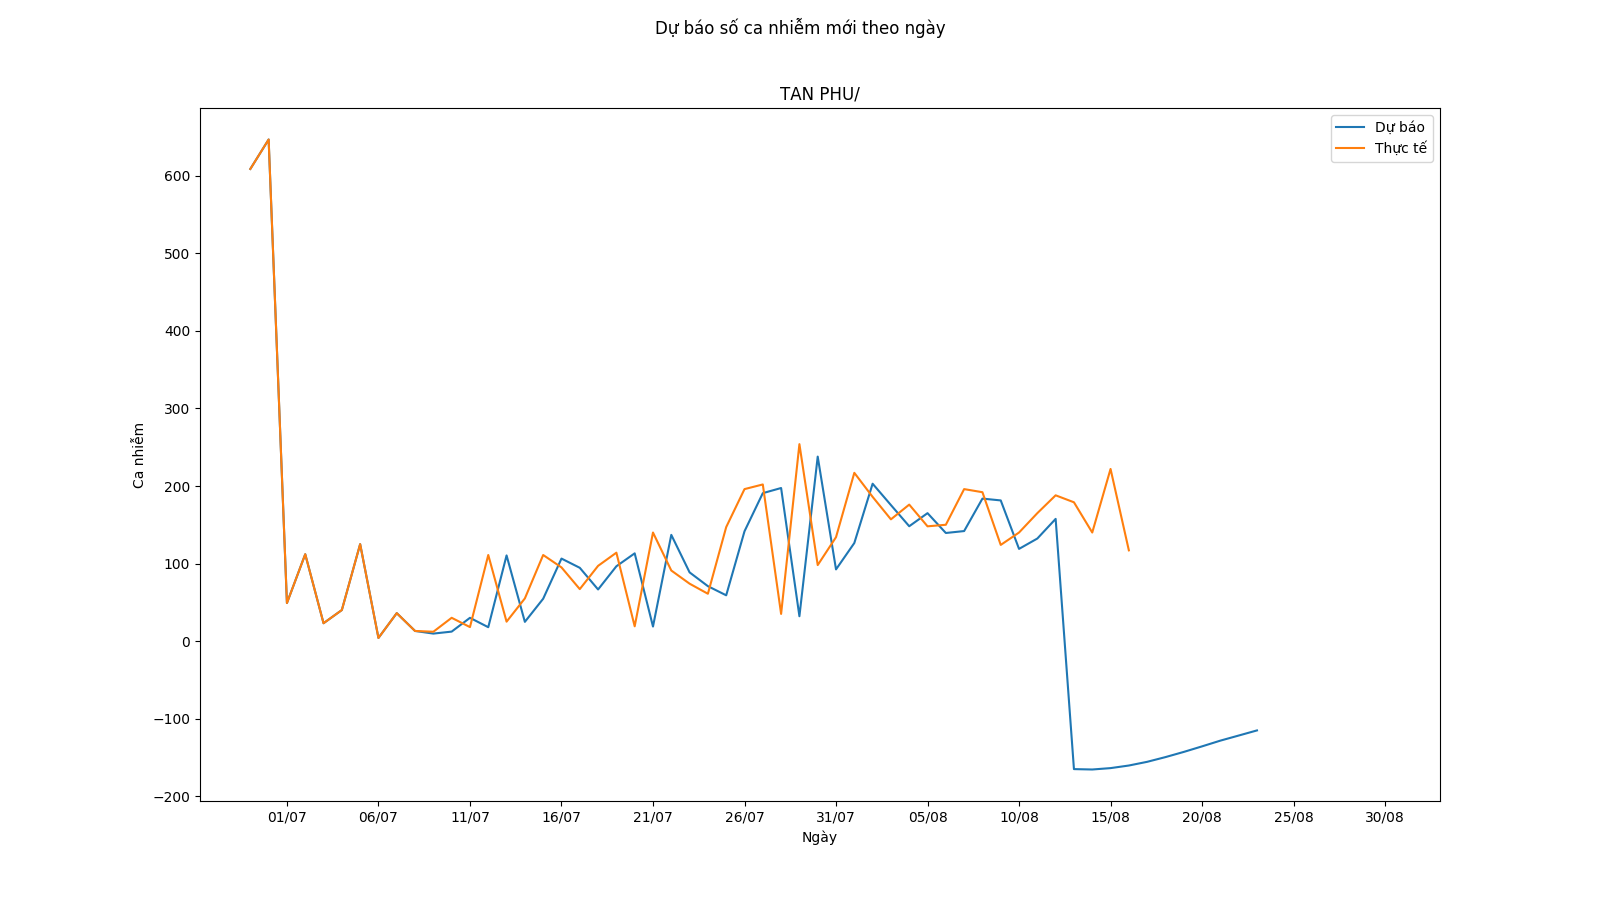 Dự báo số ca nhiễm mới theo ngày
TAN PHU/
Dự báo
Thực tế
600
500
400
300
200
100
0
−100
−200
Ca nhiễm
01/07 06/07 11/07 16/07 21/07 26/07 31/07 05/08 10/08 15/08 20/08 25/08 30/08
Ngày